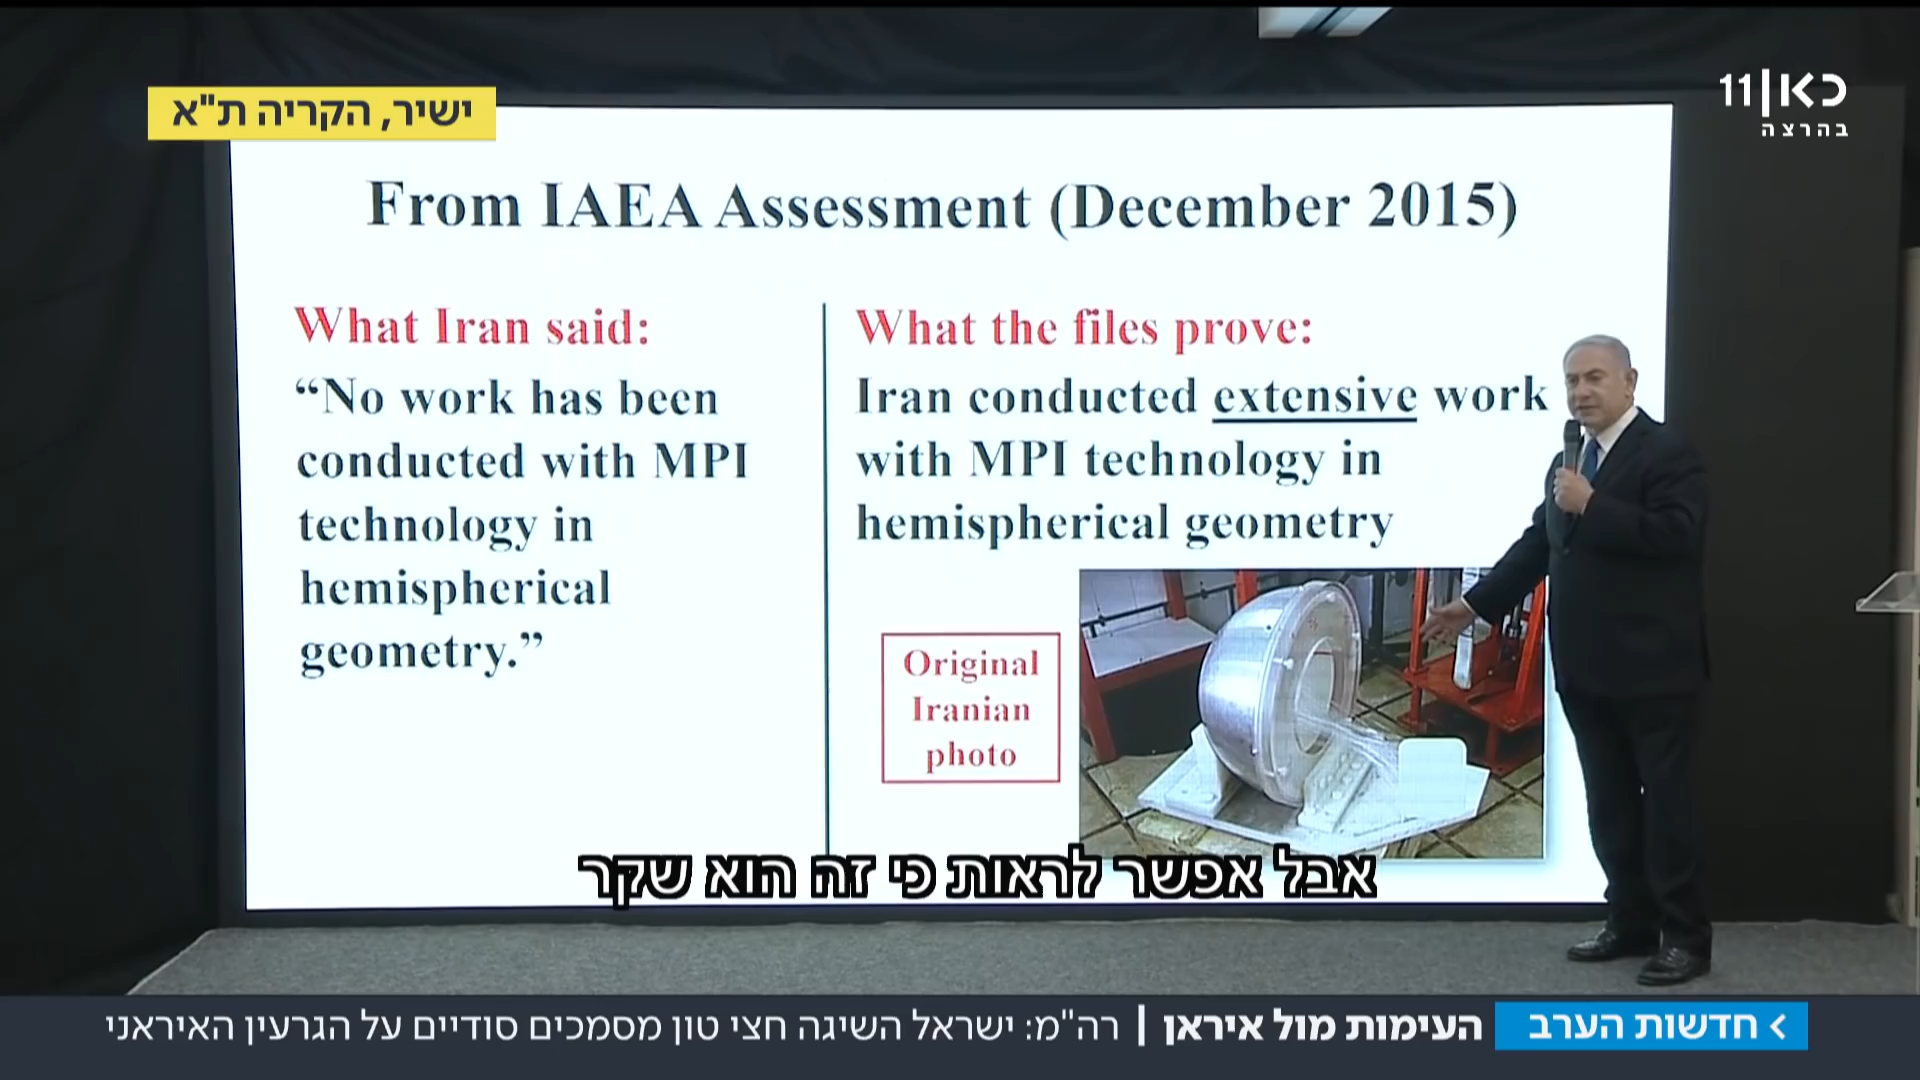 ישיר, הקריה ת"א
כאן|11
בהרצה
From IAEA Assessment (December 2015)
What Iran said:
“No work has been
conducted with MPI
technology in
hemispherical
geometry.”
What the files prove:
Iran conducted extensive work
with MPI technology in
hemispherical geometry
Original
Iranian
photo
אבל אפשר לראות כי זה הוא שקר
חדשות הערב
העימות מול איראן | רה"מ: ישראל השיגה חצי טון מסמכים סודיים על הגרעין האיראני